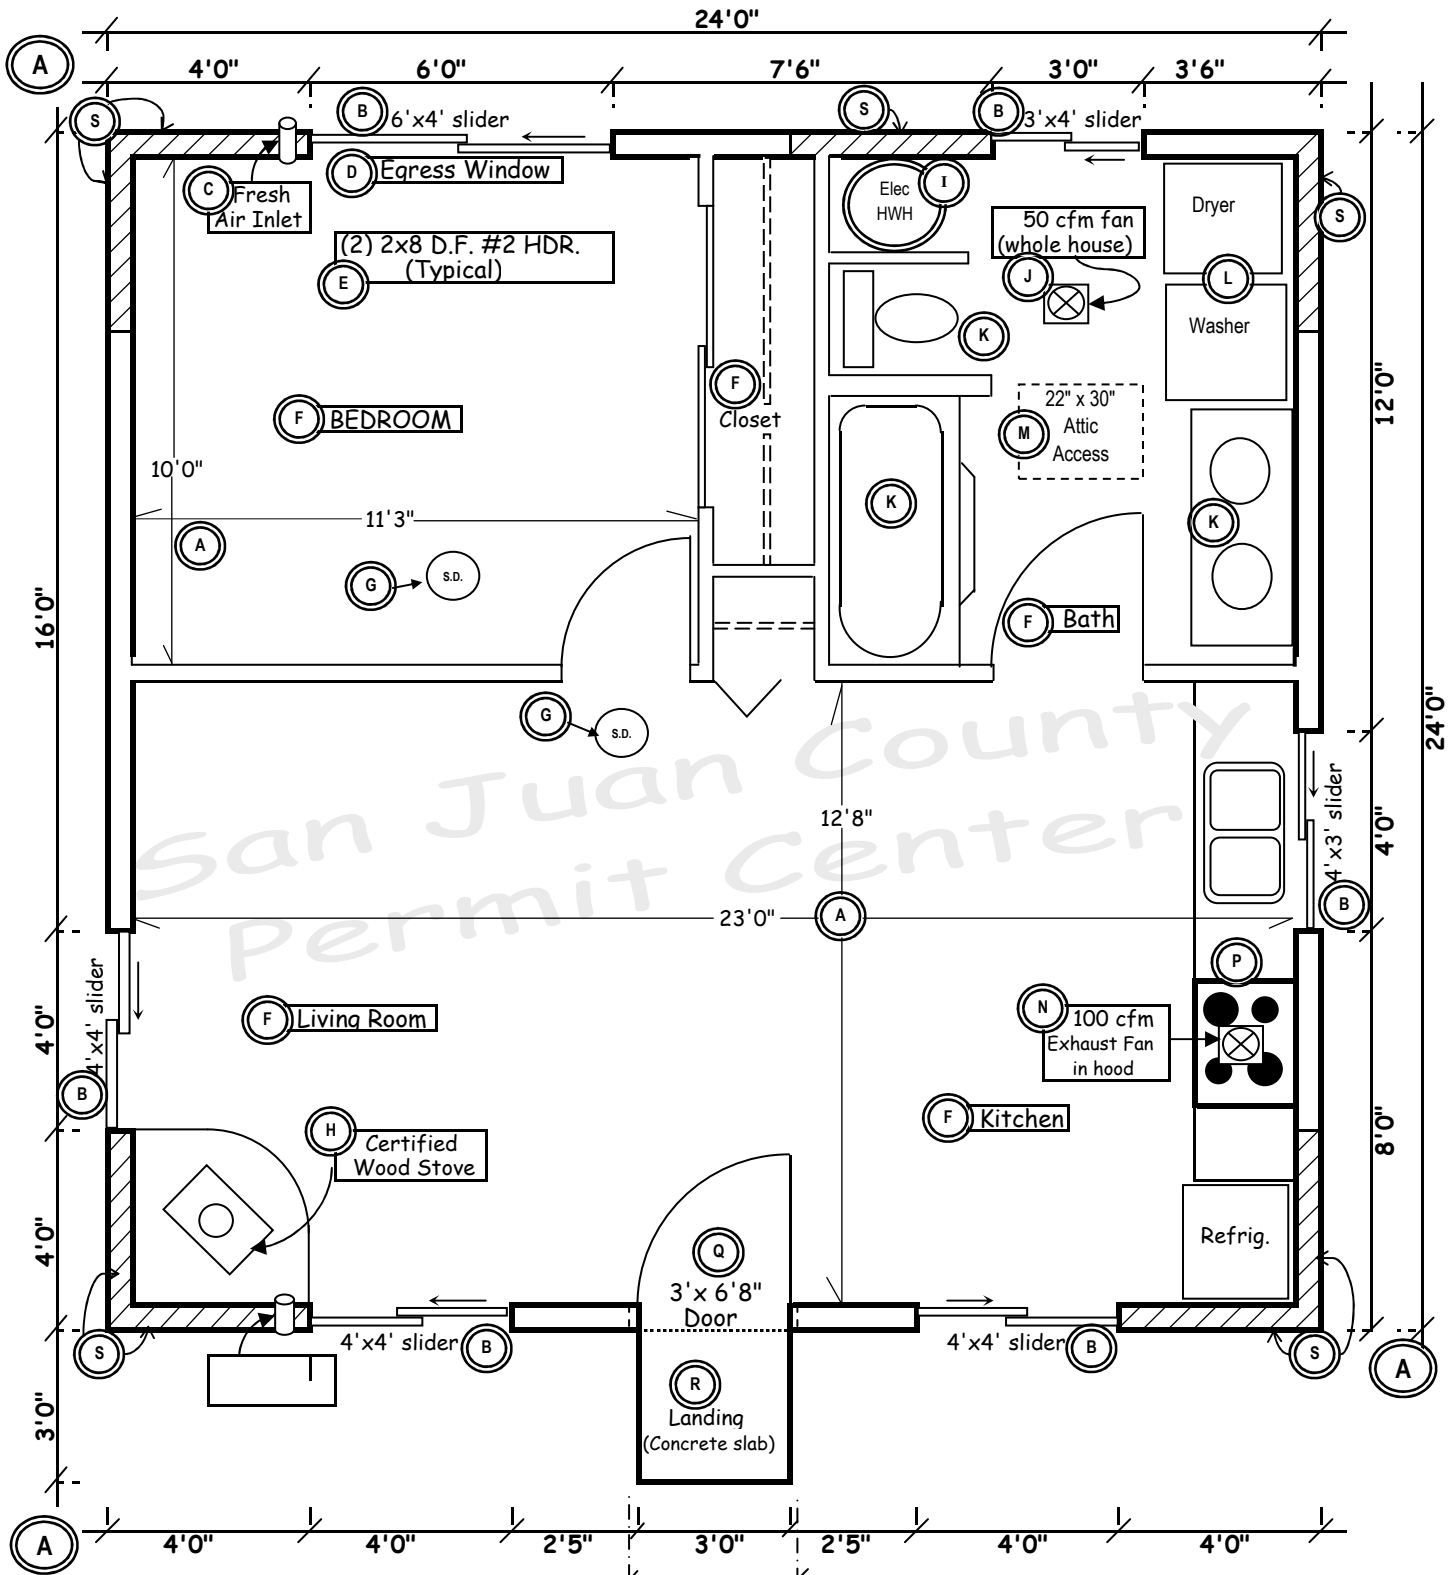 24'0"
A
4'0"
6'0"
7'6"
3'0"
3'6"
S
B
6'x4' slider
S
B
3'x4' slider
C
Fresh
Air Inlet
D
Egress Window
Elec
HWH
I
50 cfm fan
(whole house)
Dryer
S
(2) 2x8 D.F. #2 HDR.
(Typical)
E
J
L
Washer
K
F
Closet
22" x 30"
Attic
Access
M
12'0"
F
BEDROOM
10'0"
11'3"
K
K
A
G
S.D.
16'0"
F
Bath
G
S.D.
24'0"
San Juan County
Permit Center
12'8"
4'x3' slider
4'0"
23'0"
A
B
P
4'x4' slider
4'0"
F
Living Room
N
100 cfm
Exhaust Fan
in hood
B
H
Certified
Wood Stove
F
Kitchen
8'0"
4'0"
Q
3'x 6'8"
Door
Refrig.
S
4'x4' slider
B
4'x4' slider
B
S
A
3'0"
R
Landing
(Concrete slab)
A
4'0"
4'0"
2'5"
3'0"
2'5"
4'0"
4'0"